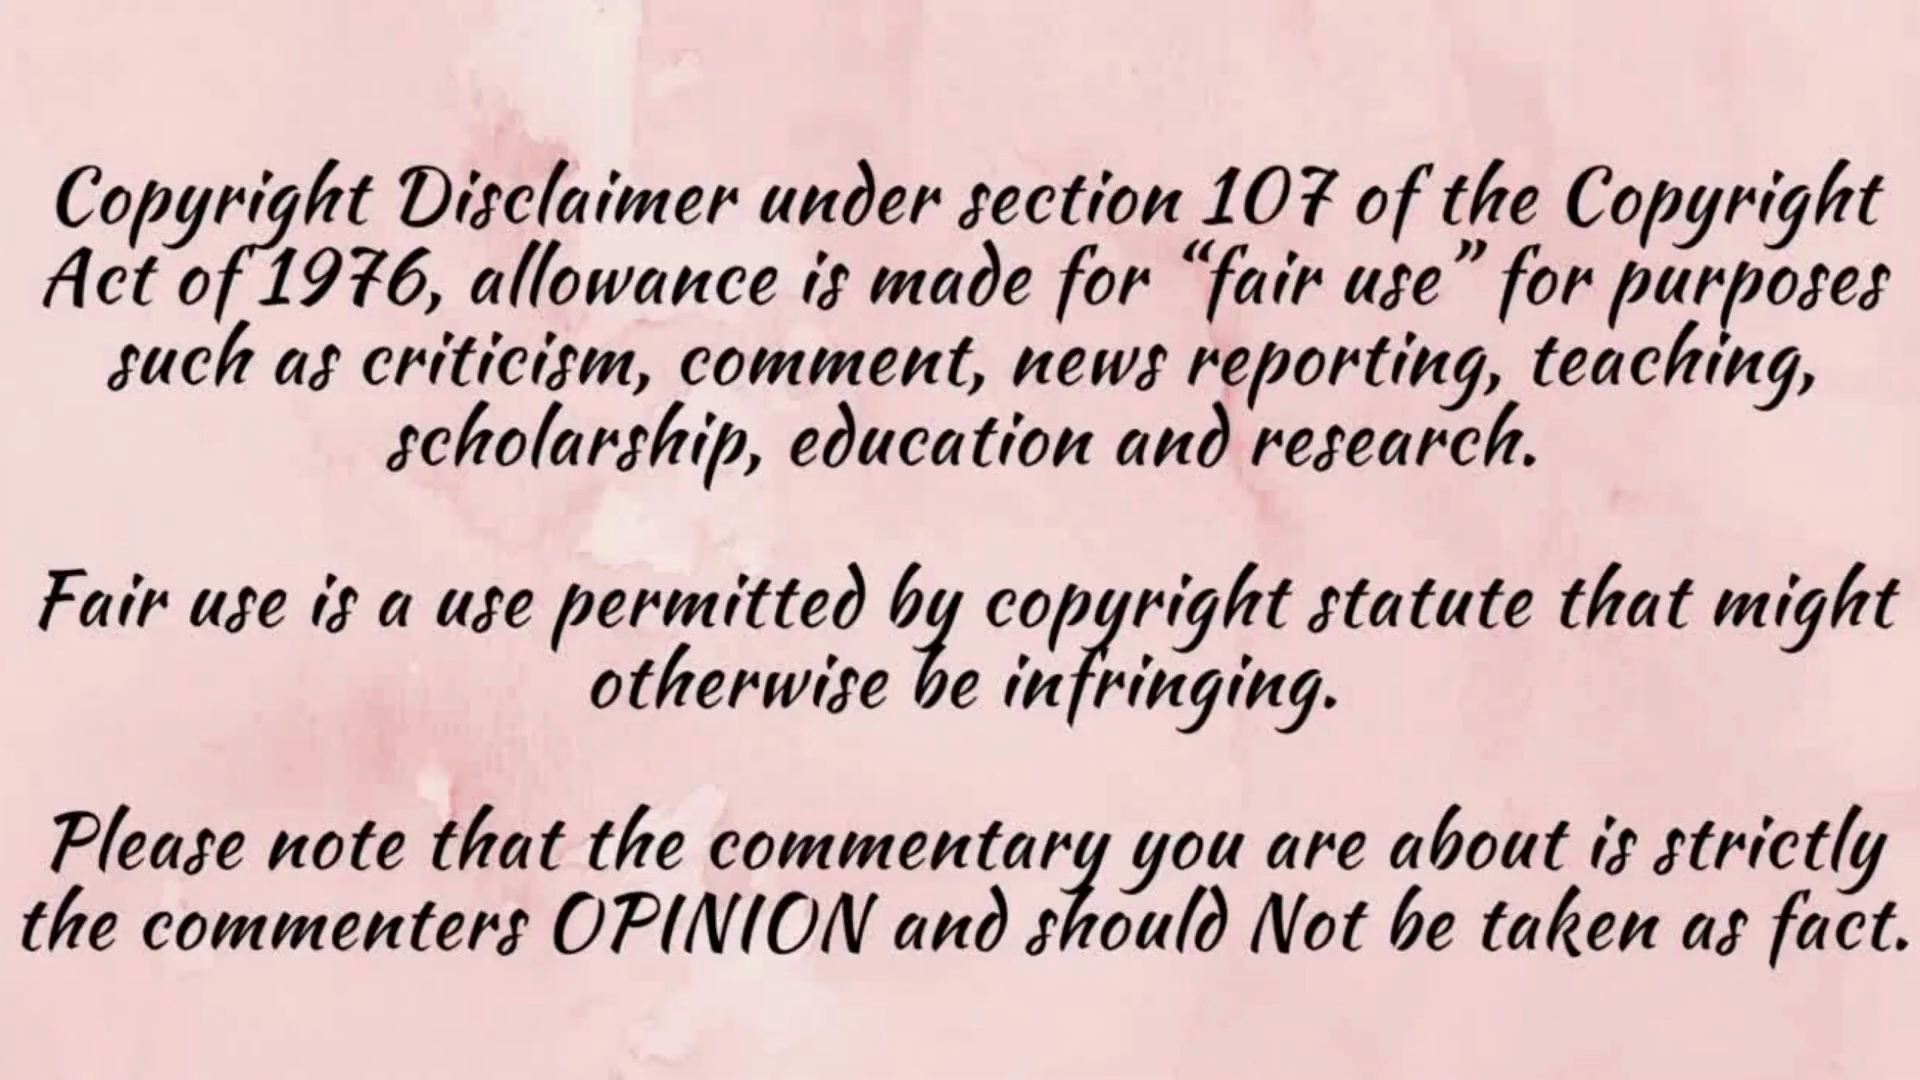 Copyright Disclaimer under section 107 of the Copyright
Act of 1976, allowance is made for “fair use” for purposes
such as criticism, comment, news reporting, teaching,
scholarship, education and research.
Fair use is a use permitted by copyright statute that might
otherwise be infringing.
Please note that the commentary you are about is strictly
the commenters OPINION and should Not be taken as fact.